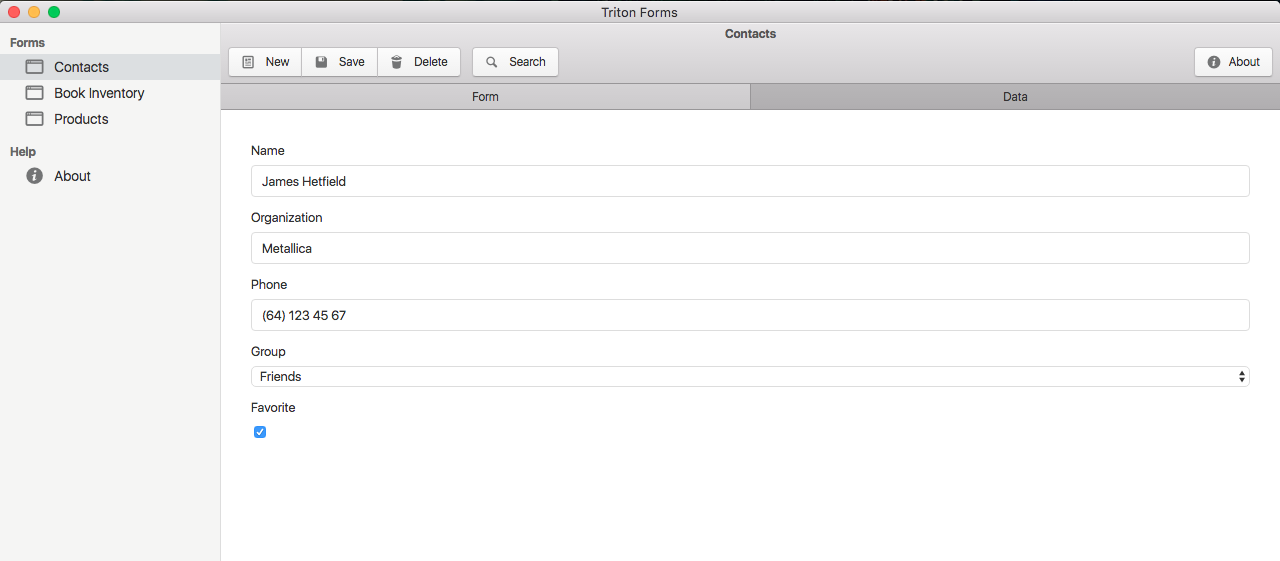 Triton Forms
Forms
Contacts
Book Inventory
Products
Help
About
Contacts
New Save Delete Search About
Form Data
Name
James Hetfield
Organization
Metallica
Phone
(64) 123 45 67
Group
Friends
Favorite